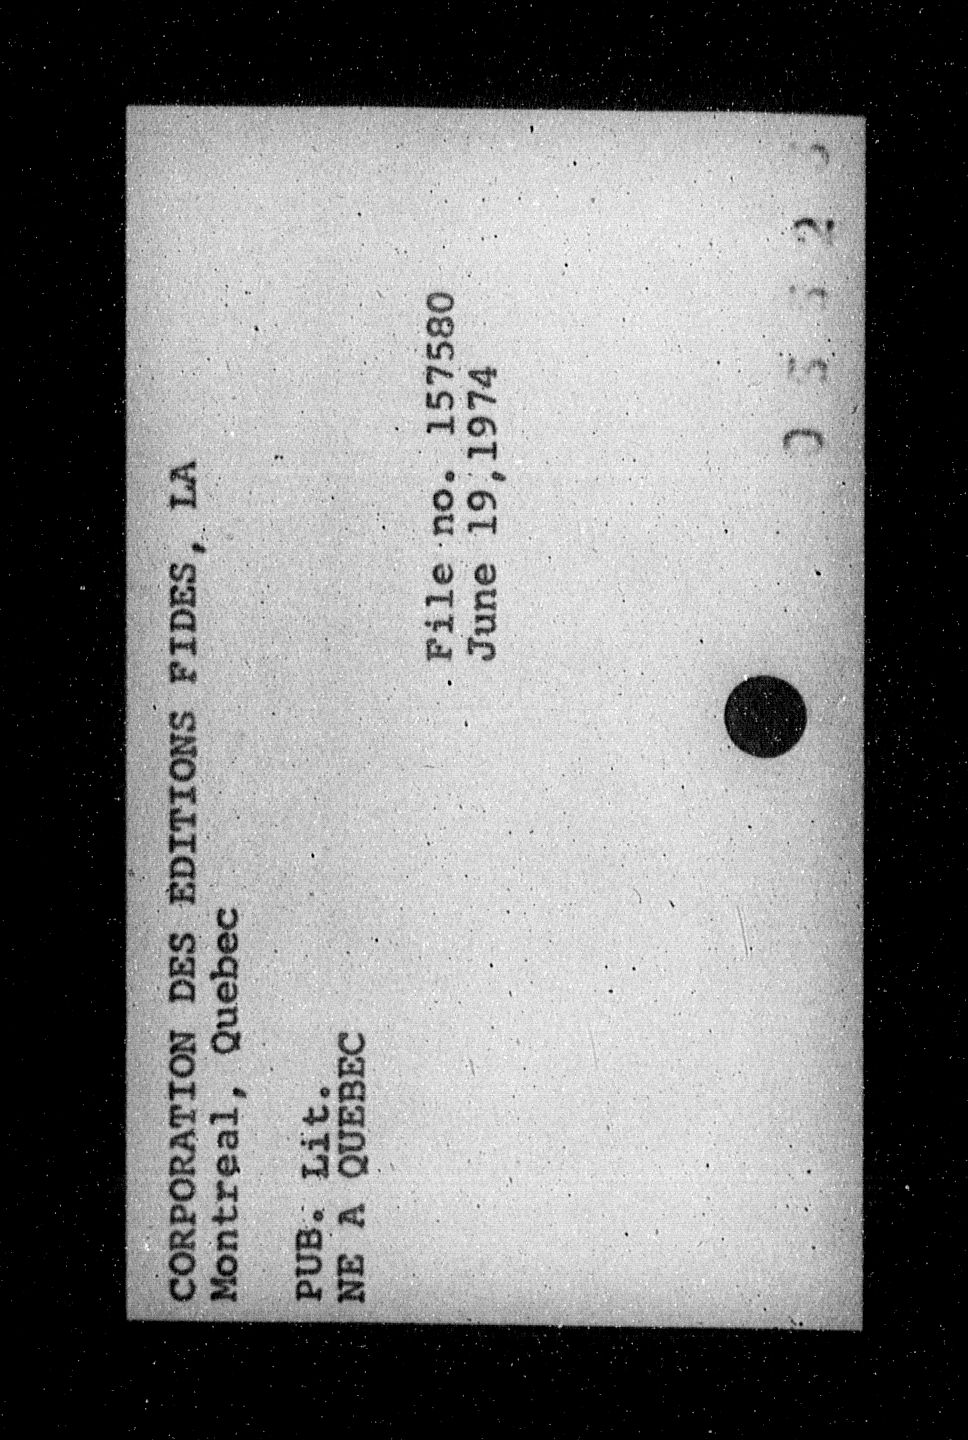 CORPORATION DES EDITIONS FIDES, LA
Montreal, Quebec
PUB. Lit.
NE A QUEBEC
File no. 157580
June 19,1974